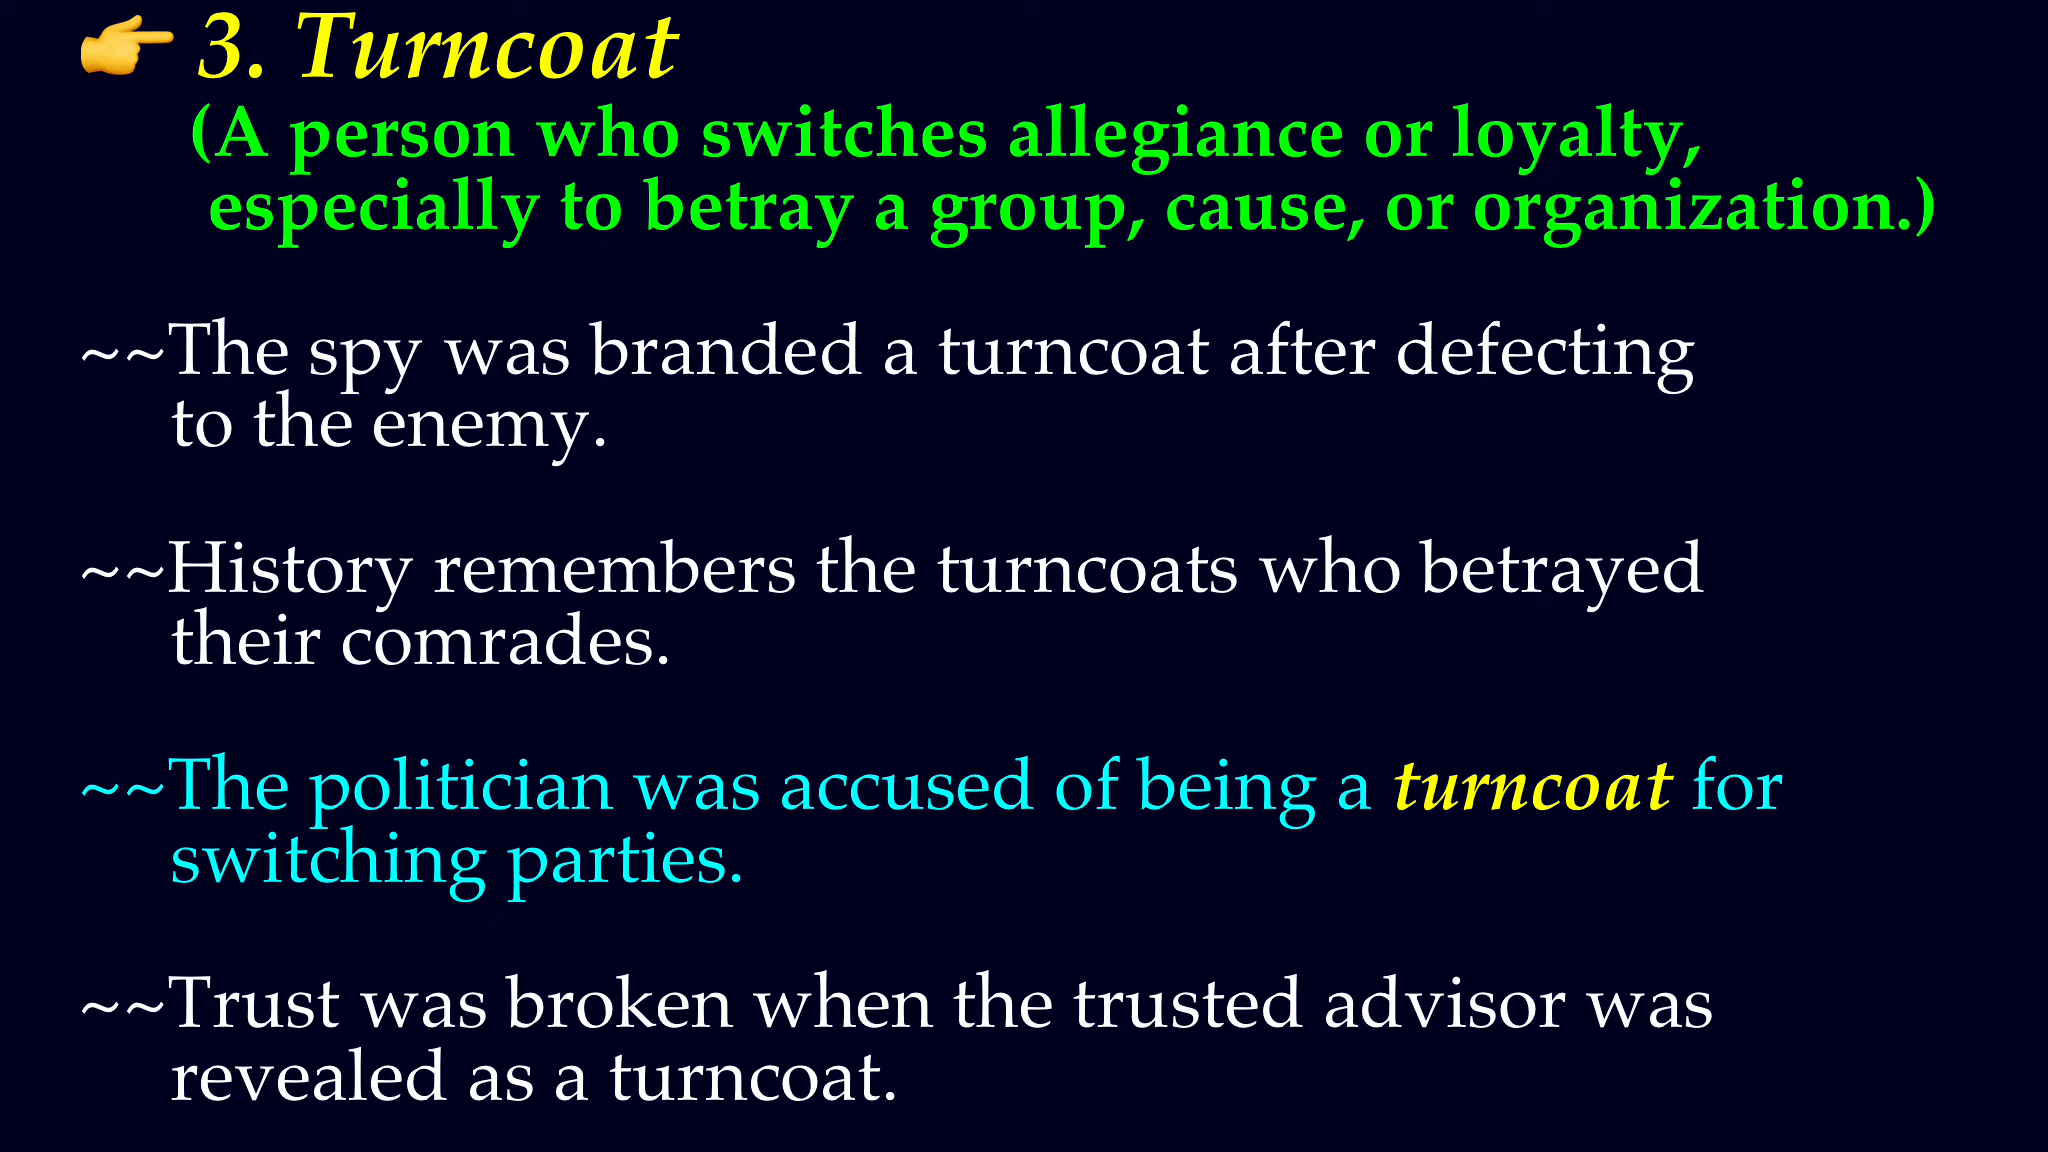 👉 3. Turncoat
(A person who switches allegiance or loyalty,
especially to betray a group, cause, or organization.)
~~The spy was branded a turncoat after defecting
to the enemy.
~~History remembers the turncoats who betrayed
their comrades.
~~The politician was accused of being a turncoat for
switching parties.
~~Trust was broken when the trusted advisor was
revealed as a turncoat.